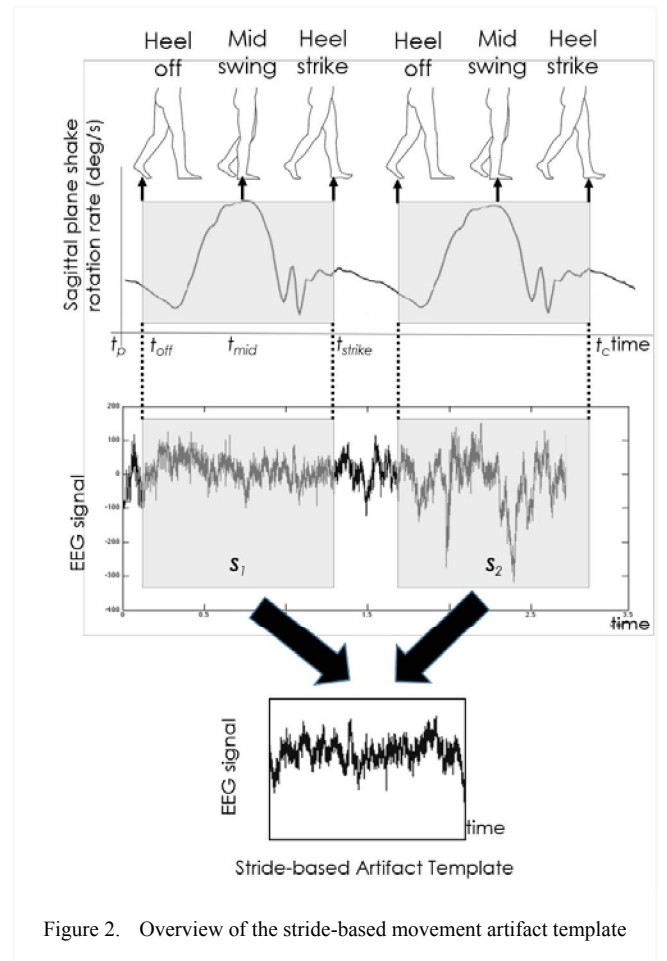 Heel off
Mid swing
Heel strike
Heel off
Mid swing
Heel strike
Sagittal plane shake
rotation rate (deg/s)
tp
toff
tmid
tstrike
tc
time
EEG signal
200
100
0
-100
-200
-300
-400
0
0.5
1.5
2.5
3.5
s1
s2
time
EEG signal
time
Stride-based Artifact Template
Figure 2. Overview of the stride-based movement artifact template